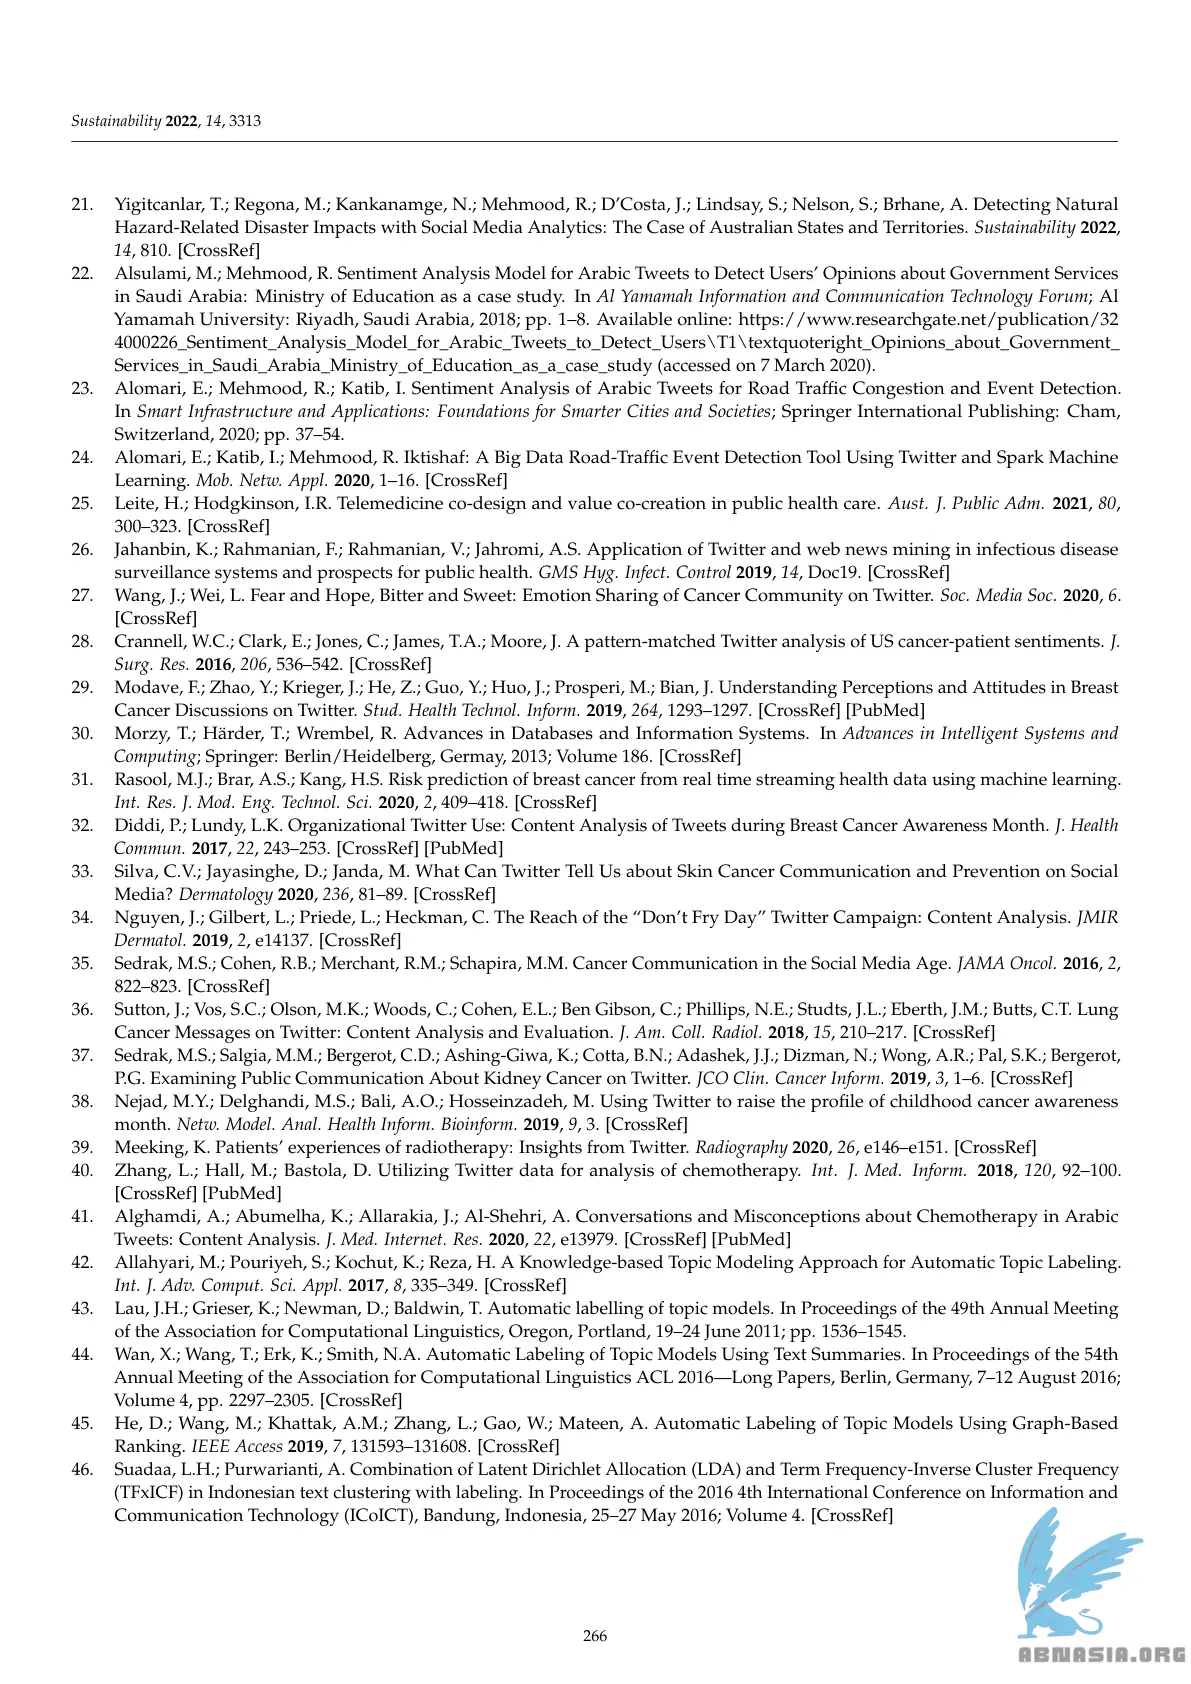 Sustainability 2022, 14, 3313
21. Yigitcanlar, T.; Regona, M.; Kankanamge, N.; Mehmood, R.; D’Costa, J.; Lindsay, S.; Nelson, S.; Brhane, A. Detecting Natural
Hazard-Related Disaster Impacts with Social Media Analytics: The Case of Australian States and Territories. Sustainability 2022,
14, 810. [CrossRef]
22. Alsulami, M.; Mehmood, R. Sentiment Analysis Model for Arabic Tweets to Detect Users’ Opinions about Government Services
in Saudi Arabia: Ministry of Education as a case study. In Al Yamamah Information and Communication Technology Forum; Al
Yamamah University: Riyadh, Saudi Arabia, 2018; pp. 1–8. Available online: https://www.researchgate.net/publication/32
4000226_Sentiment_Analysis_Model_for_Arabic_Tweets_to_Detect_Users\T1\textquoteright_Opinions_about_Government_
Services_in_Saudi_Arabia_Ministry_of_Education_as_a_case_study (accessed on 7 March 2020).
23. Alomari, E.; Mehmood, R.; Katib, I. Sentiment Analysis of Arabic Tweets for Road Traffic Congestion and Event Detection.
In Smart Infrastructure and Applications: Foundations for Smarter Cities and Societies; Springer International Publishing: Cham,
Switzerland, 2020; pp. 37–54.
24. Alomari, E.; Katib, I.; Mehmood, R. Iktishaf: A Big Data Road-Traffic Event Detection Tool Using Twitter and Spark Machine
Learning. Mob. Netw. Appl. 2020, 1–16. [CrossRef]
25. Leite, H.; Hodgkinson, I.R. Telemedicine co-design and value co-creation in public health care. Aust. J. Public Adm. 2021, 80,
300–323. [CrossRef]
26. Jahanbin, K.; Rahmanian, F.; Rahmanian, V.; Jahromi, A.S. Application of Twitter and web news mining in infectious disease
surveillance systems and prospects for public health. GMS Hyg. Infect. Control 2019, 14, Doc19. [CrossRef]
27. Wang, J.; Wei, L. Fear and Hope, Bitter and Sweet: Emotion Sharing of Cancer Community on Twitter. Soc. Media Soc. 2020, 6.
[CrossRef]
28. Crannell, W.C.; Clark, E.; Jones, C.; James, T.A.; Moore, J. A pattern-matched Twitter analysis of US cancer-patient sentiments. J.
Surg. Res. 2016, 206, 536–542. [CrossRef]
29. Modave, F.; Zhao, Y.; Krieger, J.; He, Z.; Guo, Y.; Huo, J.; Prosperi, M.; Bian, J. Understanding Perceptions and Attitudes in Breast
Cancer Discussions on Twitter. Stud. Health Technol. Inform. 2019, 264, 1293–1297. [CrossRef] [PubMed]
30. Morzy, T.; Härder, T.; Wrembel, R. Advances in Databases and Information Systems. In Advances in Intelligent Systems and
Computing; Springer: Berlin/Heidelberg, Germay, 2013; Volume 186. [CrossRef]
31. Rasool, M.J.; Brar, A.S.; Kang, H.S. Risk prediction of breast cancer from real time streaming health data using machine learning.
Int. Res. J. Mod. Eng. Technol. Sci. 2020, 2, 409–418. [CrossRef]
32. Diddi, P.; Lundy, L.K. Organizational Twitter Use: Content Analysis of Tweets during Breast Cancer Awareness Month. J. Health
Commun. 2017, 22, 243–253. [CrossRef] [PubMed]
33. Silva, C.V.; Jayasinghe, D.; Janda, M. What Can Twitter Tell Us about Skin Cancer Communication and Prevention on Social
Media? Dermatology 2020, 236, 81–89. [CrossRef]
34. Nguyen, J.; Gilbert, L.; Priede, L.; Heckman, C. The Reach of the “Don’t Fry Day” Twitter Campaign: Content Analysis. JMIR
Dermatol. 2019, 2, e14137. [CrossRef]
35. Sedrak, M.S.; Cohen, R.B.; Merchant, R.M.; Schapira, M.M. Cancer Communication in the Social Media Age. JAMA Oncol. 2016, 2,
822–823. [CrossRef]
36. Sutton, J.; Vos, S.C.; Olson, M.K.; Woods, C.; Cohen, E.L.; Ben Gibson, C.; Phillips, N.E.; Studts, J.L.; Eberth, J.M.; Butts, C.T. Lung
Cancer Messages on Twitter: Content Analysis and Evaluation. J. Am. Coll. Radiol. 2018, 15, 210–217. [CrossRef]
37. Sedrak, M.S.; Salgia, M.M.; Bergerot, C.D.; Ashing-Giwa, K.; Cotta, B.N.; Adashek, J.J.; Dizman, N.; Wong, A.R.; Pal, S.K.; Bergerot,
P.G. Examining Public Communication About Kidney Cancer on Twitter. JCO Clin. Cancer Inform. 2019, 3, 1–6. [CrossRef]
38. Nejad, M.Y.; Delghandi, M.S.; Bali, A.O.; Hosseinzadeh, M. Using Twitter to raise the profile of childhood cancer awareness
month. Netw. Model. Anal. Health Inform. Bioinform. 2019, 9, 3. [CrossRef]
39. Meeking, K. Patients’ experiences of radiotherapy: Insights from Twitter. Radiography 2020, 26, e146–e151. [CrossRef]
40. Zhang, L.; Hall, M.; Bastola, D. Utilizing Twitter data for analysis of chemotherapy. Int. J. Med. Inform. 2018, 120, 92–100.
[CrossRef] [PubMed]
41. Alghamdi, A.; Abumelha, K.; Allarakia, J.; Al-Shehri, A. Conversations and Misconceptions about Chemotherapy in Arabic
Tweets: Content Analysis. J. Med. Internet. Res. 2020, 22, e13979. [CrossRef] [PubMed]
42. Allahyari, M.; Pouriyeh, S.; Kochut, K.; Reza, H. A Knowledge-based Topic Modeling Approach for Automatic Topic Labeling.
Int. J. Adv. Comput. Sci. Appl. 2017, 8, 335–349. [CrossRef]
43. Lau, J.H.; Grieser, K.; Newman, D.; Baldwin, T. Automatic labelling of topic models. In Proceedings of the 49th Annual Meeting
of the Association for Computational Linguistics, Oregon, Portland, 19–24 June 2011; pp. 1536–1545.
44. Wan, X.; Wang, T.; Erk, K.; Smith, N.A. Automatic Labeling of Topic Models Using Text Summaries. In Proceedings of the 54th
Annual Meeting of the Association for Computational Linguistics ACL 2016—Long Papers, Berlin, Germany, 7–12 August 2016;
Volume 4, pp. 2297–2305. [CrossRef]
45. He, D.; Wang, M.; Khattak, A.M.; Zhang, L.; Gao, W.; Mateen, A. Automatic Labeling of Topic Models Using Graph-Based
Ranking. IEEE Access 2019, 7, 131593–131608. [CrossRef]
46. Suadaa, L.H.; Purwarianti, A. Combination of Latent Dirichlet Allocation (LDA) and Term Frequency-Inverse Cluster Frequency
(TFxICF) in Indonesian text clustering with labeling. In Proceedings of the 2016 4th International Conference on Information and
Communication Technology (ICoICT), Bandung, Indonesia, 25–27 May 2016; Volume 4. [CrossRef]
266
ABNASIA.ORG